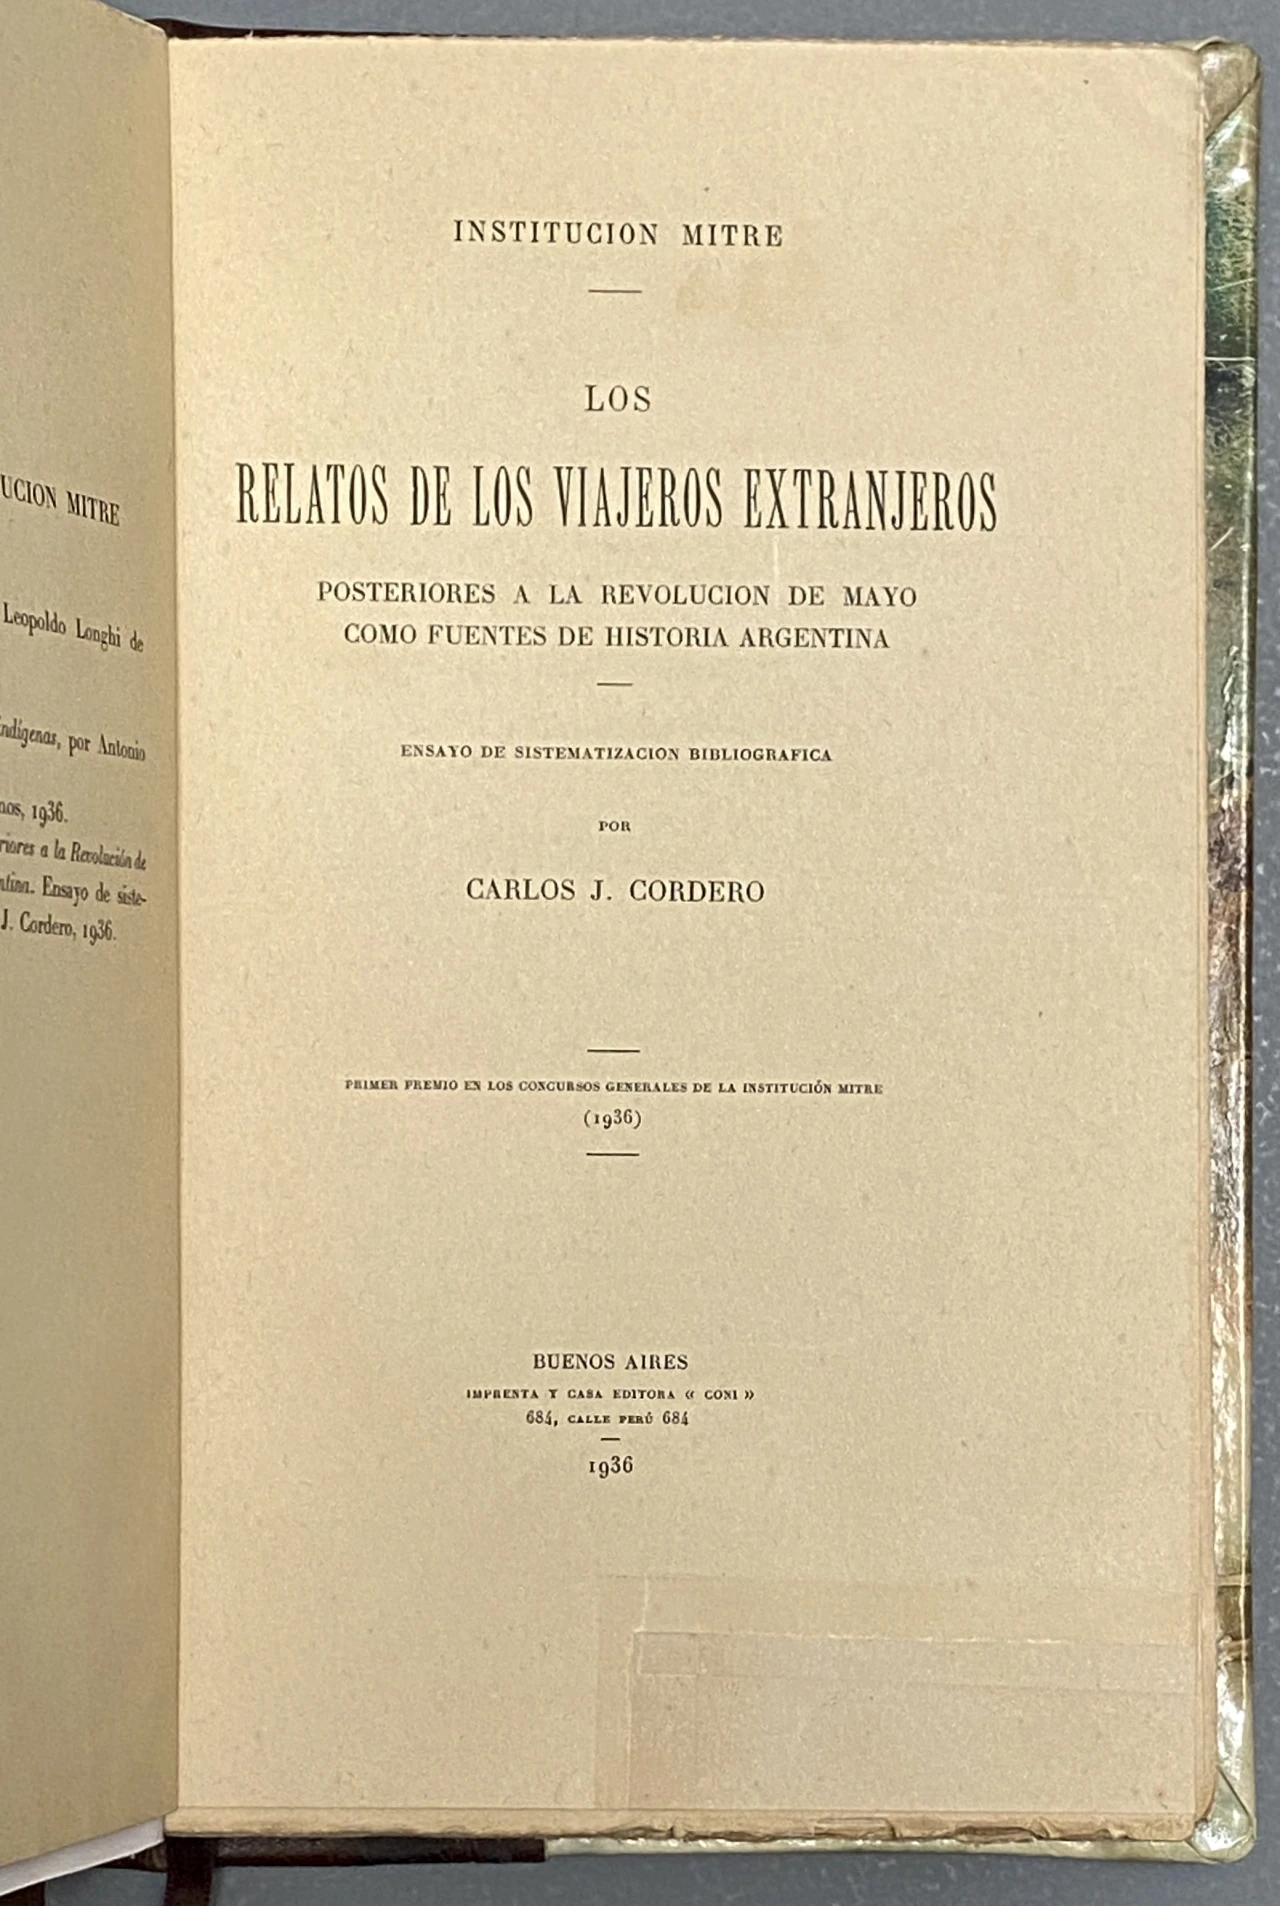 UCION MITRE
Leopoldo Longhi de
ndígenas, por Antonio
nos, 1936.
riores a la Revolución de
ntina. Ensayo de siste-
J. Cordero, 1936.
INSTITUCION MITRE
LOS
RELATOS DE LOS VIAJEROS EXTRANJEROS
POSTERIORES A LA REVOLUCION DE MAYO
COMO FUENTES DE HISTORIA ARGENTINA
ENSAYO DE SISTEMATIZACION BIBLIOGRAFICA
POR
CARLOS J. CORDERO
PRIMER PREMIO EN LOS CONCURSOS GENERALES DE LA INSTITUCIÓN MITRE
(1936)
BUENOS AIRES
IMPRENTA Y CASA EDITORA « CONI »
684, CALLE PERÚ 684
1936